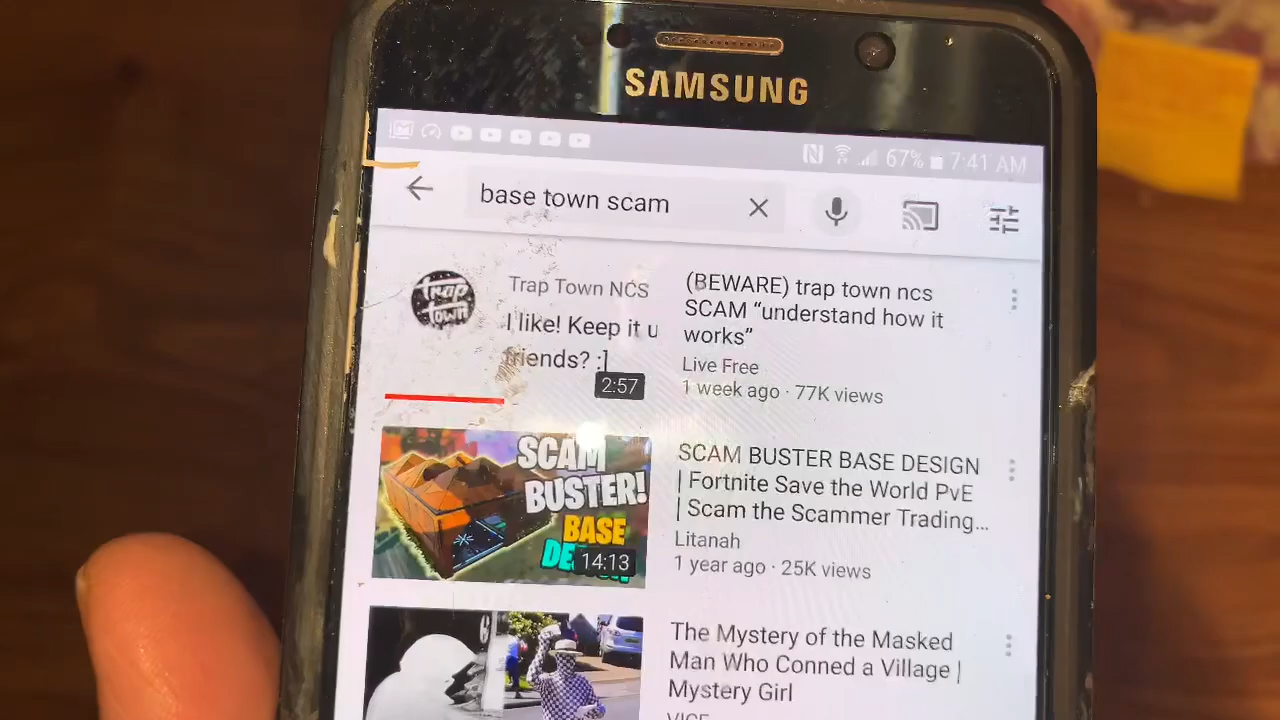 SAMSUNG
67% 7:41 AM
base town scam
trap
town
Trap Town NCS
I like! Keep it u
friends? :]
2:57
(BEWARE) trap town ncs
SCAM “understand how it
works”
Live Free
1 week ago · 77K views
SCAM
BUSTER!
BASE
14:13
SCAM BUSTER BASE DESIGN
| Fortnite Save the World PvE
| Scam the Scammer Trading...
Litanah
1 year ago · 25K views
The Mystery of the Masked
Man Who Conned a Village |
Mystery Girl
VICE